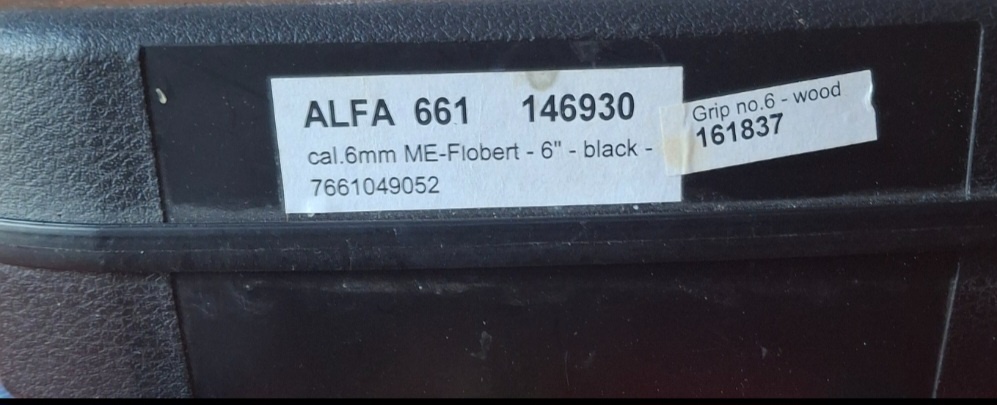 ALFA 661 146930
cal.6mm ME-Flobert - 6" - black -
7661049052
Grip no.6 - wood
161837